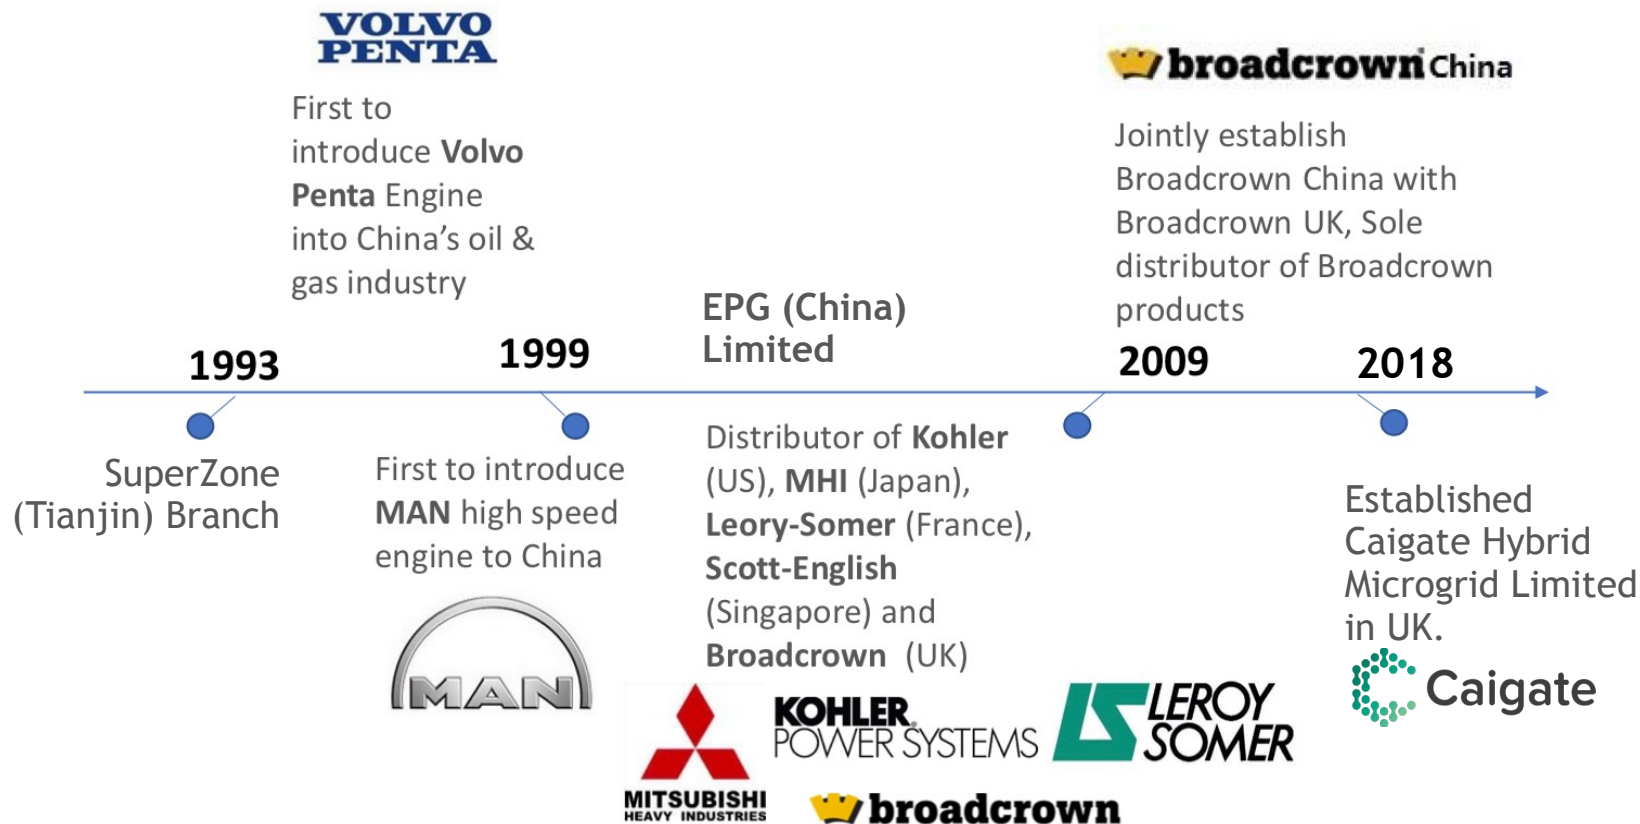 VOLVO
PENTA
First to
introduce Volvo
Penta Engine
into China’s oil &
gas industry
broadcrown China
Jointly establish
Broadcrown China with
Broadcrown UK, Sole
distributor of Broadcrown
products
EPG (China)
Limited
1993
1999
2009
2018
SuperZone
(Tianjin) Branch
First to introduce
MAN high speed
engine to China
MAN
Distributor of Kohler
(US), MHI (Japan),
Leory-Somer (France),
Scott-English
(Singapore) and
Broadcrown (UK)
MITSUBISHI
HEAVY INDUSTRIES
KOHLER.
POWER SYSTEMS
LS LEROY
SOMER
broadcrown
Established
Caigate Hybrid
Microgrid Limited
in UK.
Caigate